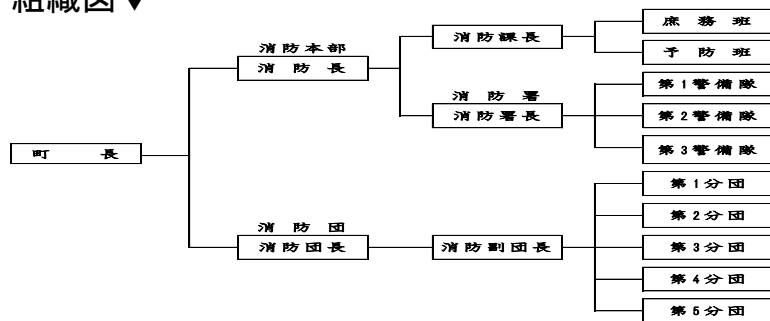 組織図▼
庶務班
消防課長
消防本部
予防班
消防長
第1警備隊
消防署
消防署長
第2警備隊
町長
第3警備隊
第1分団
第2分団
消防団
消防団長
消防副団長
第3分団
第4分団
第5分団